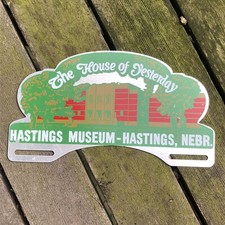 The House of Yesterday
HASTINGS MUSEUM-HASTINGS, NEBR.